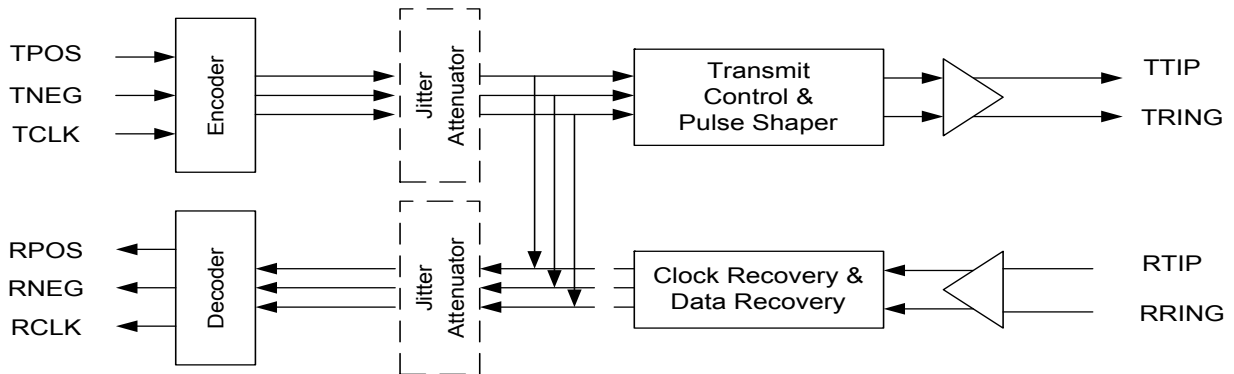 TPOS
TNEG
TCLK
Encoder
Jitter
Attenuator
Transmit
Control &
Pulse Shaper
TTIP
TRING
RPOS
RNEG
RCLK
Decoder
Jitter
Attenuator
Clock Recovery &
Data Recovery
RTIP
RRING